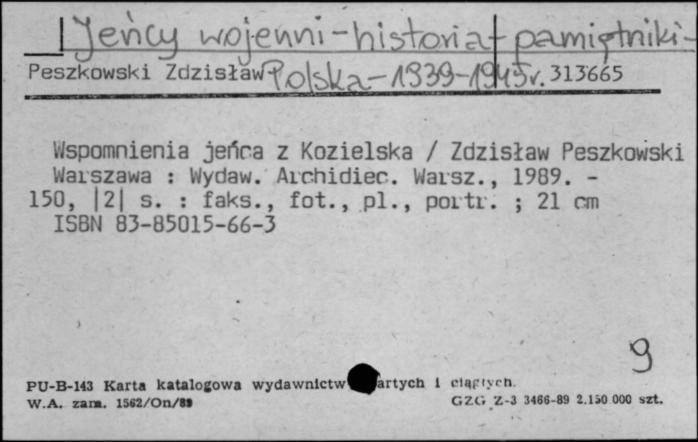 Jeńcy wojenni - historia - pamiętniki -
Peszkowski Zdzisław Polska - 1939-1945 r. 313665
Wspomnienia jeńca z Kozielska / Zdzisław Peszkowski
Warszawa : Wydaw. Archidiec. Warsz., 1989. -
150, |2| s. : faks., fot., pl., portr. ; 21 cm
ISBN 83-85015-66-3
9
PU-B-143 Karta katalogowa wydawnictw artych i ciągłych.
W.A. zam. 1562/On/89 GZG Z-3 3466-89 2.150 000 szt.